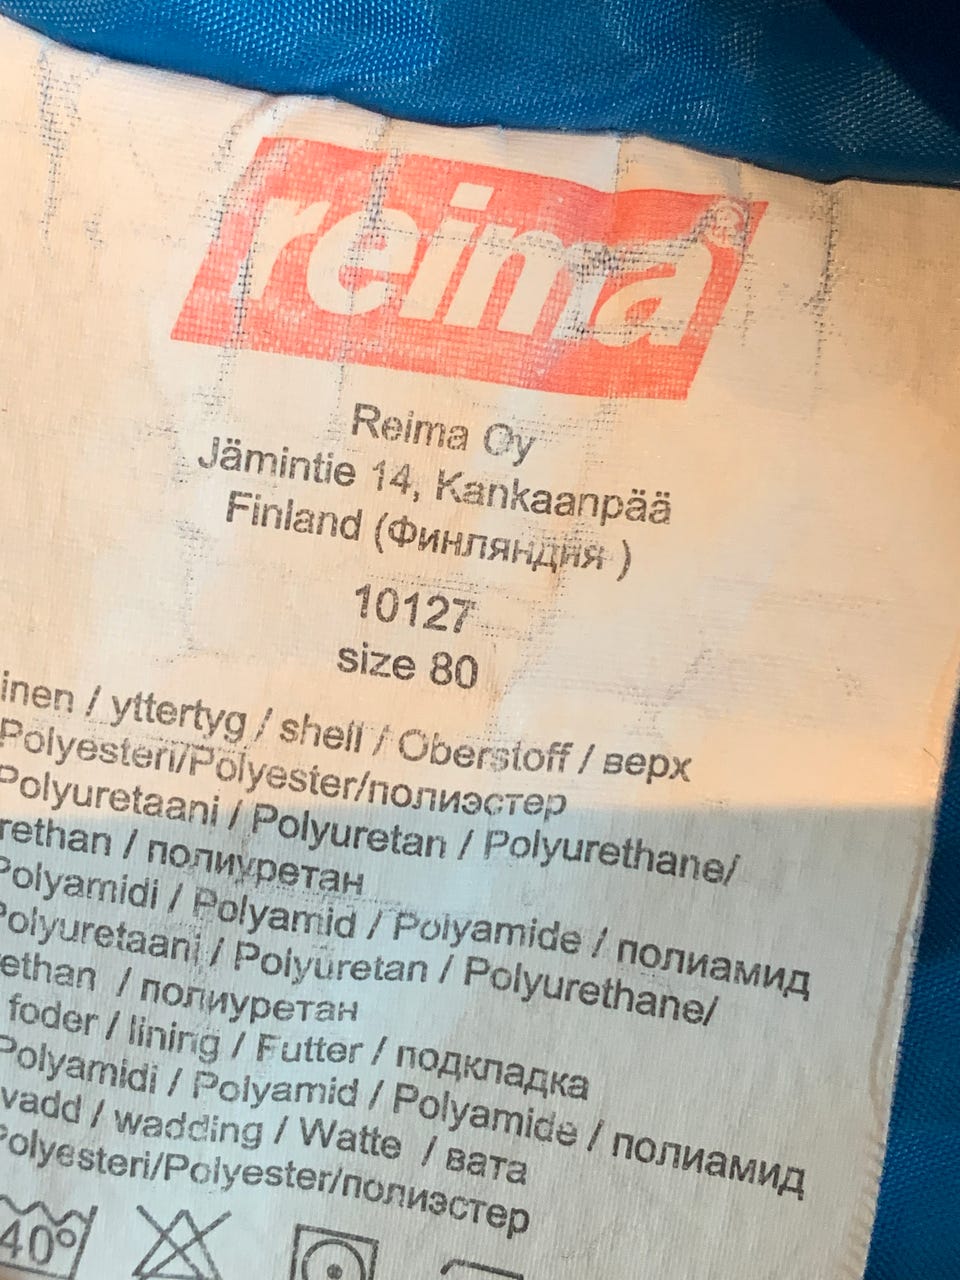 reima®
Reima Oy
Jämintie 14, Kankaanpää
Finland (Финляндия )
10127
size 80
inen / yttertyg / shell / Oberstoff / верх
Polyesteri/Polyester/полиэстер
Polyuretaani / Polyuretan / Polyurethane/
rethan / полиуретан
Polyamidi / Polyamid / Polyamide / полиамид
Polyuretaani / Polyuretan / Polyurethane/
ethan / полиуретан
foder / lining / Futter / подкладка
Polyamidi / Polyamid / Polyamide / полиамид
vadd / wadding / Watte / вата
Polyesteri/Polyester/полиэстер
40°